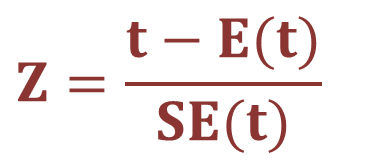 Z = (t − E(t)) / SE(t)